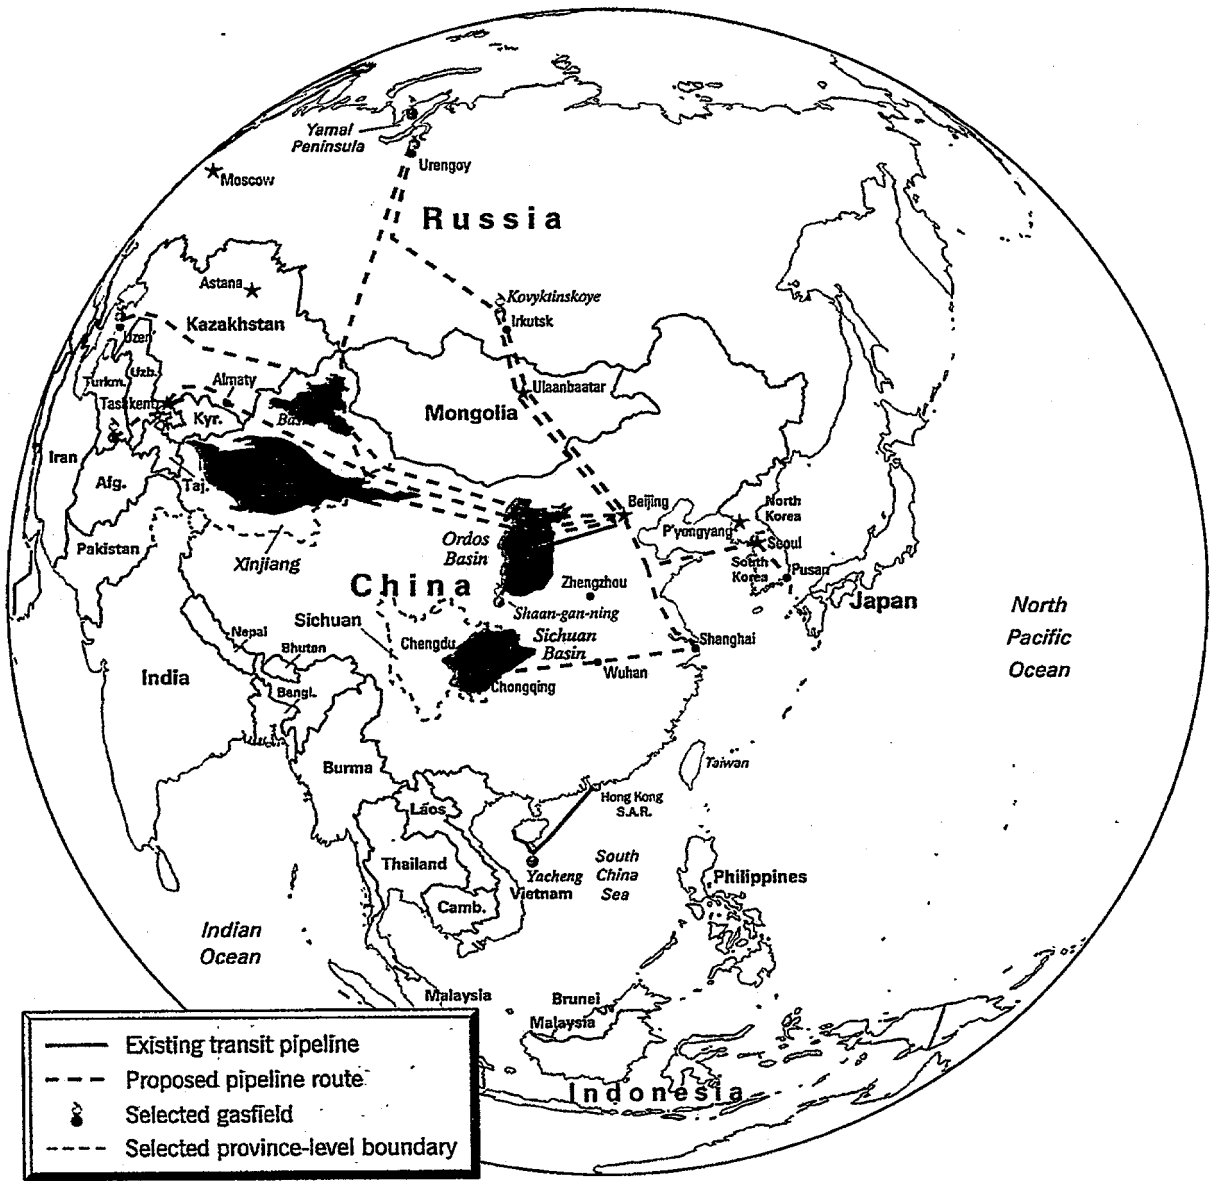 Yamal
Peninsula
Urengoy
Moscow
Russia
Astana
Kovyktinskoye
Irkutsk
Kazakhstan
Uzen
Uzb.
Turkm.
Almaty
Ulaanbaatar
Tashkent
Kyr.
Basin
Mongolia
Iran
Afg.
Taj.
Beijing
North
Korea
P'yongyang
Ordos
Basin
Seoul
Pakistan
Xinjiang
South
Korea
Pusan
China
Zhengzhou
Japan
North
Pacific
Ocean
Shaan-gan-ning
Sichuan
Nepal
Chengdu
Sichuan
Basin
Shanghai
Bhutan
India
Wuhan
Bangl.
Chongqing
Burma
Taiwan
Laos
Hong Kong
S.A.R.
Thailand
South
China
Sea
Yacheng
Vietnam
Philippines
Camb.
Indian
Ocean
Malaysia
Brunei
Malaysia
Indonesia
Existing transit pipeline
Proposed pipeline route
Selected gasfield
Selected province-level boundary